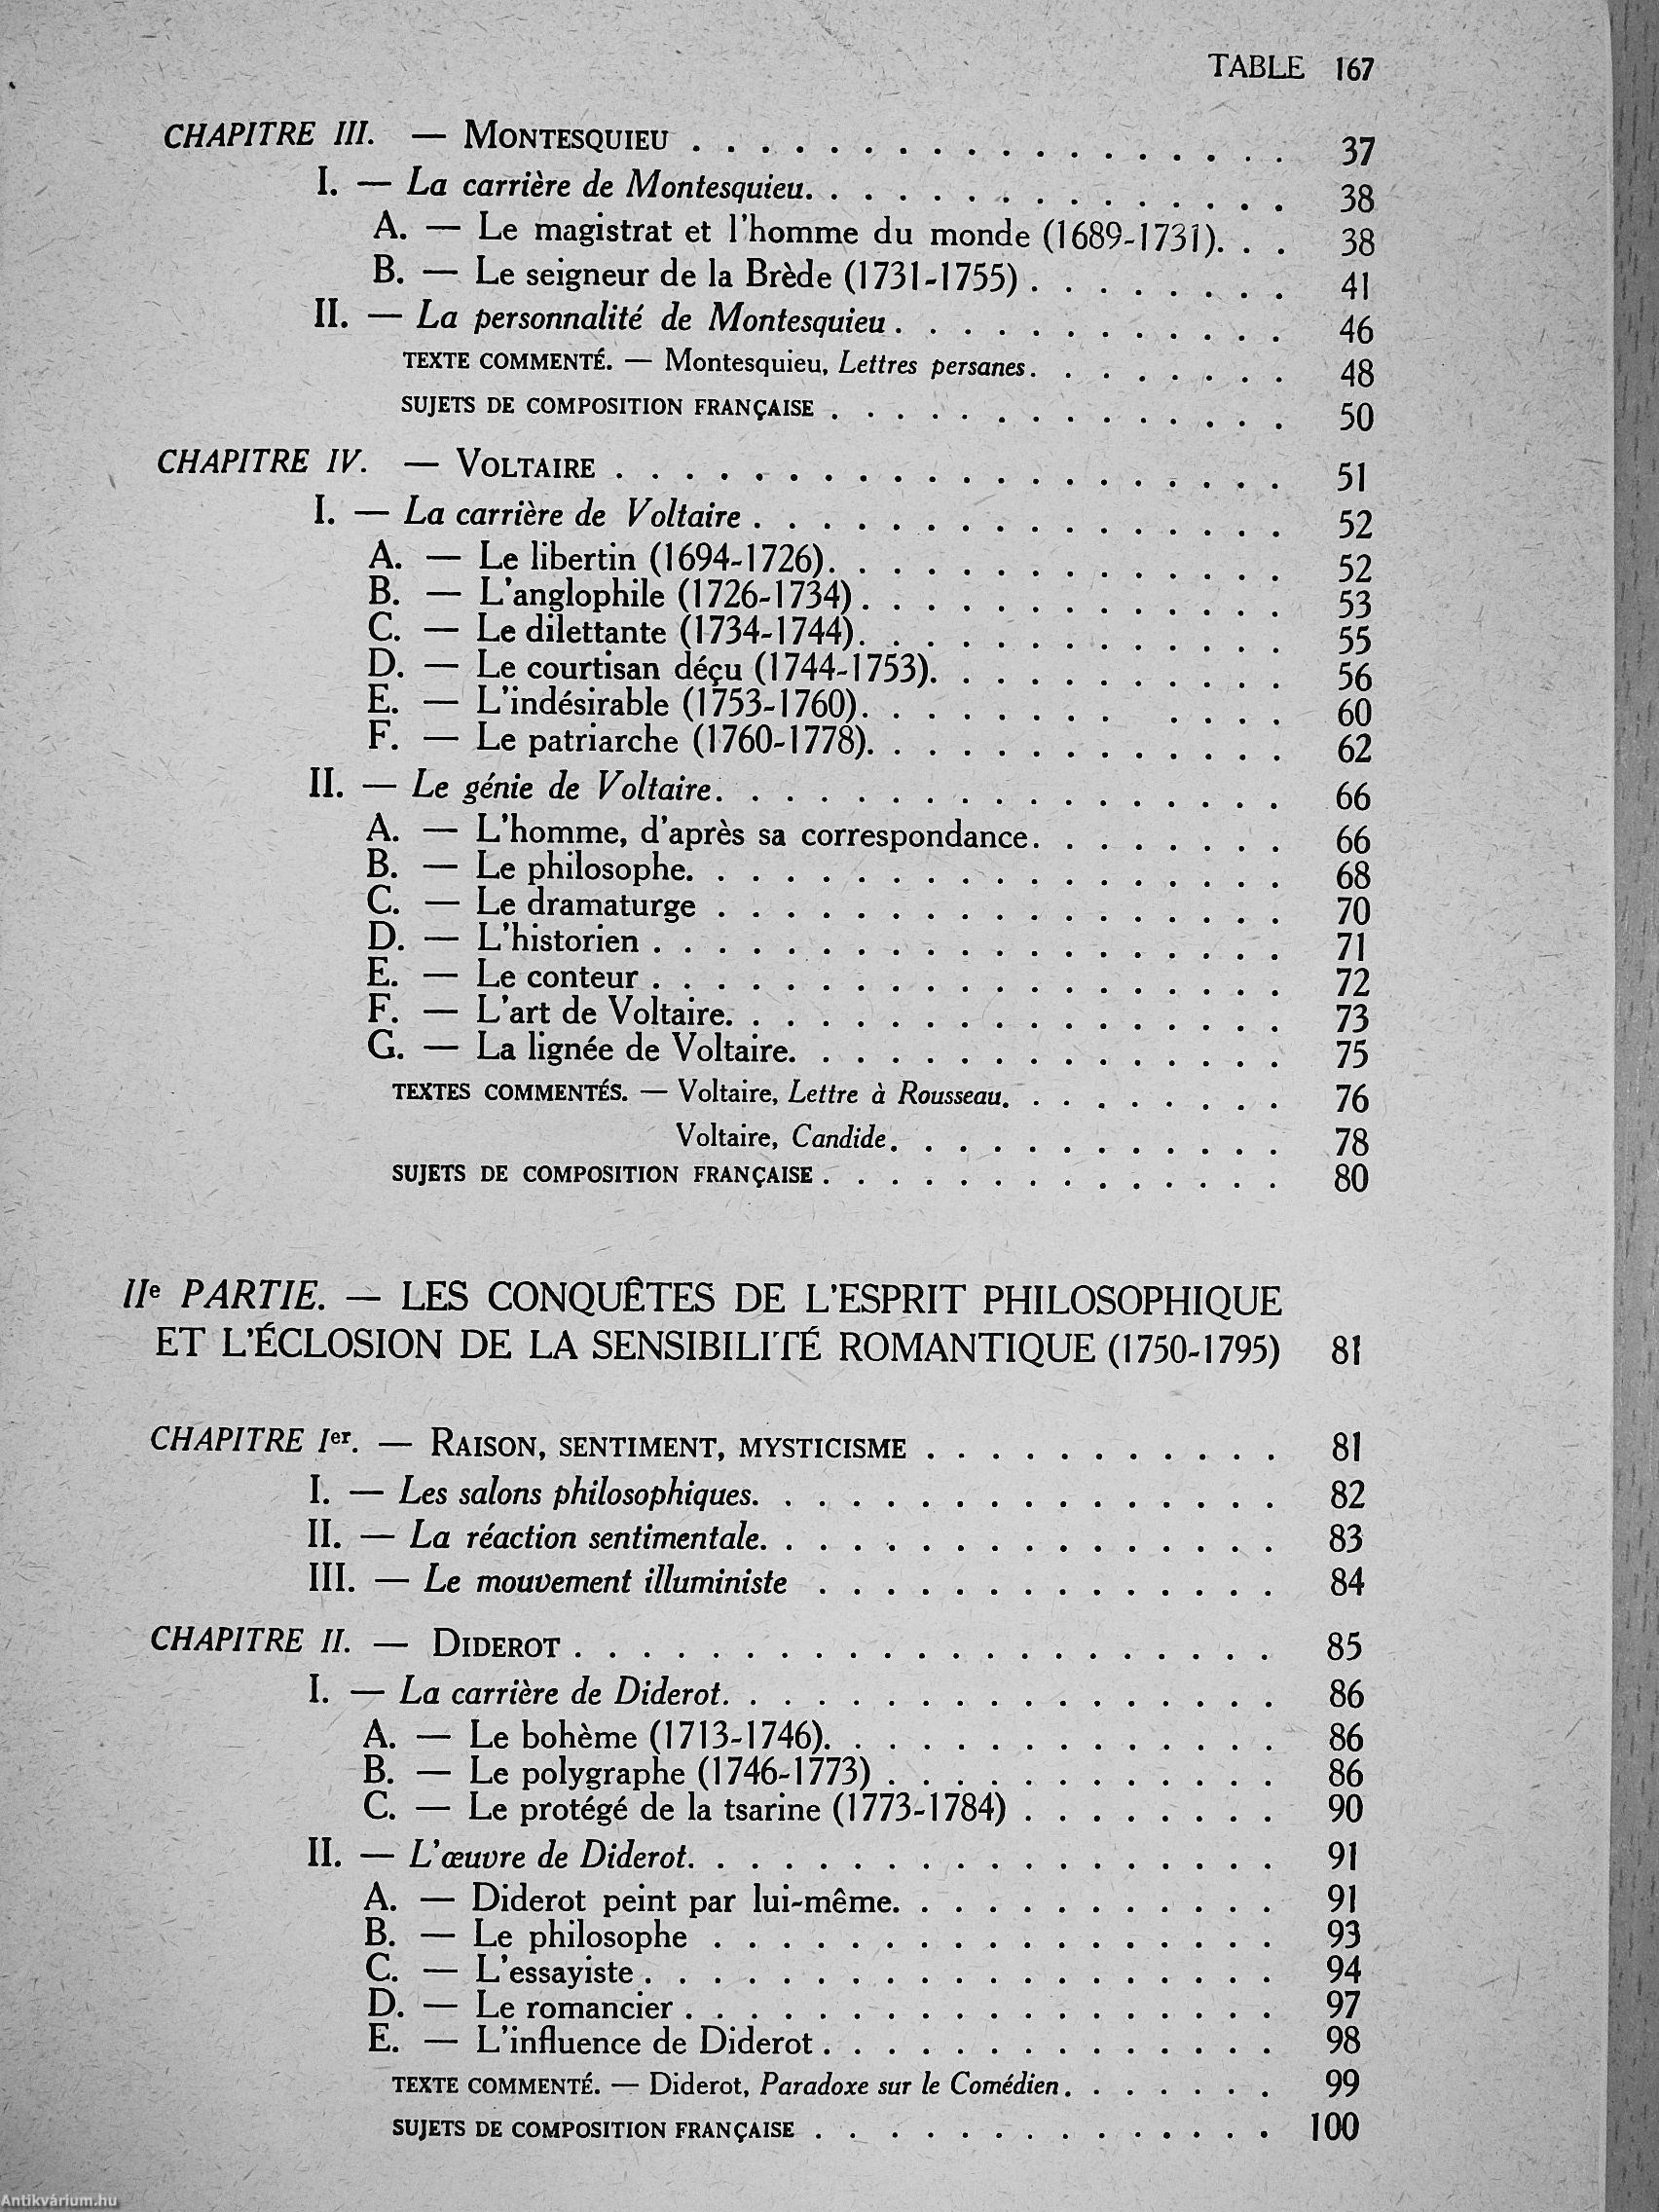 TABLE 167
CHAPITRE III. — MONTESQUIEU . . . . . . . . . . . . . . . . . . 37
I. — La carrière de Montesquieu. . . . . . . . . . . . . . . 38
A. — Le magistrat et l'homme du monde (1689-1731). . . 38
B. — Le seigneur de la Brède (1731-1755) . . . . . . . . 41
II. — La personnalité de Montesquieu . . . . . . . . . . . . 46
TEXTE COMMENTÉ. — Montesquieu, Lettres persanes. . . . . . . . 48
SUJETS DE COMPOSITION FRANÇAISE . . . . . . . . . . . . . . 50
CHAPITRE IV. — VOLTAIRE . . . . . . . . . . . . . . . . . . . . 51
I. — La carrière de Voltaire . . . . . . . . . . . . . . . . 52
A. — Le libertin (1694-1726). . . . . . . . . . . . . . 52
B. — L'anglophile (1726-1734) . . . . . . . . . . . . . 53
C. — Le dilettante (1734-1744). . . . . . . . . . . . . 55
D. — Le courtisan déçu (1744-1753). . . . . . . . . . . 56
E. — L'indésirable (1753-1760). . . . . . . . . . . . 60
F. — Le patriarche (1760-1778). . . . . . . . . . . . . 62
II. — Le génie de Voltaire. . . . . . . . . . . . . . . . . 66
A. — L'homme, d'après sa correspondance. . . . . . . . 66
B. — Le philosophe. . . . . . . . . . . . . . . . . . 68
C. — Le dramaturge . . . . . . . . . . . . . . . . . 70
D. — L'historien . . . . . . . . . . . . . . . . . . . 71
E. — Le conteur . . . . . . . . . . . . . . . . . . . 72
F. — L'art de Voltaire. . . . . . . . . . . . . . . . . 73
G. — La lignée de Voltaire. . . . . . . . . . . . . . . 75
TEXTES COMMENTÉS. — Voltaire, Lettre à Rousseau. . . . . . . . . 76
Voltaire, Candide. . . . . . . . . . . . 78
SUJETS DE COMPOSITION FRANÇAISE . . . . . . . . . . . . . . 80
IIe PARTIE. — LES CONQUÊTES DE L'ESPRIT PHILOSOPHIQUE
ET L'ÉCLOSION DE LA SENSIBILITÉ ROMANTIQUE (1750-1795) 81
CHAPITRE Ier. — RAISON, SENTIMENT, MYSTICISME . . . . . . . . . . . 81
I. — Les salons philosophiques. . . . . . . . . . . . . . . . 82
II. — La réaction sentimentale. . . . . . . . . . . . . . . . 83
III. — Le mouvement illuministe . . . . . . . . . . . . . . 84
CHAPITRE II. — DIDEROT . . . . . . . . . . . . . . . . . . . . . 85
I. — La carrière de Diderot. . . . . . . . . . . . . . . . . 86
A. — Le bohème (1713-1746). . . . . . . . . . . . . . 86
B. — Le polygraphe (1746-1773) . . . . . . . . . . . . 86
C. — Le protégé de la tsarine (1773-1784) . . . . . . . . 90
II. — L'œuvre de Diderot. . . . . . . . . . . . . . . . . . 91
A. — Diderot peint par lui-même. . . . . . . . . . . . 91
B. — Le philosophe . . . . . . . . . . . . . . . . . 93
C. — L'essayiste . . . . . . . . . . . . . . . . . . . 94
D. — Le romancier . . . . . . . . . . . . . . . . . . 97
E. — L'influence de Diderot . . . . . . . . . . . . . . 98
TEXTE COMMENTÉ. — Diderot, Paradoxe sur le Comédien. . . . . . . 99
SUJETS DE COMPOSITION FRANÇAISE . . . . . . . . . . . . . . 100
Antikvárium.hu